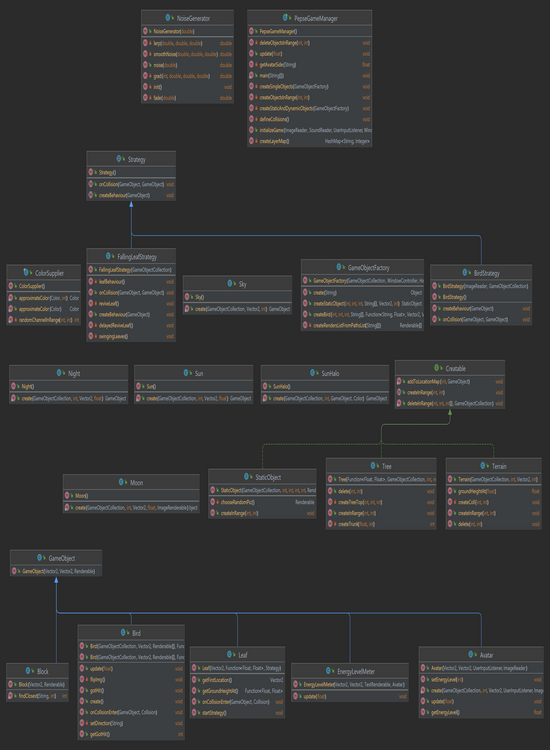 NoiseGenerator
NoiseGenerator(double)
lerp(double, double, double) double
smoothNoise(double, double, double) double
noise(double) double
grad(int, double, double, double) double
init() void
fade(double) double
PepseGameManager
PepseGameManager()
deleteObjectsInRange(int, int) void
update(float) void
getAvatarSide(String) float
main(String[]) void
createSingleObjects(GameObjectFactory) void
createObjectsInRange(int, int) void
createStaticAndDynamicObjects(GameObjectFactory) void
defineCollisions() void
initializeGame(ImageReader, SoundReader, UserInputListener, Win
createLayerMap() HashMap<String, Integer>
Strategy
Strategy()
onCollision(GameObject, GameObject) void
createBehaviour(GameObject) void
ColorSupplier
ColorSupplier()
approximateColor(Color, int) Color
approximateColor(Color) Color
randomChannelInRange(int, int) int
FallingLeafStrategy
FallingLeafStrategy(GameObjectCollection)
leafBehaviour() void
onCollision(GameObject, GameObject) void
reviveLeaf() void
createBehaviour(GameObject) void
delayedReviveLeaf() void
swingingLeaves() void
Sky
Sky()
create(GameObjectCollection, Vector2, int) GameObject
GameObjectFactory
GameObjectFactory(GameObjectCollection, WindowController, H
create(String) Object
createStaticObject(int, int, int, String[], Vector2, int) StaticObject
createBird(int, int, int, String[], Function<String, Float>, Vector2, V
createRenderListFromPathsList(String[]) Renderable[]
BirdStrategy
BirdStrategy(ImageReader, GameObjectCollection)
BirdStrategy()
createBehaviour(GameObject) void
onCollision(GameObject, GameObject) void
Night
Night()
create(GameObjectCollection, int, Vector2, float) GameObject
Sun
Sun()
create(GameObjectCollection, int, Vector2, float) GameObject
SunHalo
SunHalo()
create(GameObjectCollection, int, GameObject, Color) GameObject
Creatable
addToLocationMap(int, GameObject) void
createInRange(int, int) void
deleteInRange(int, int, int[], GameObjectCollection) void
Moon
Moon()
create(GameObjectCollection, int, Vector2, float, ImageRenderable) Object
StaticObject
StaticObject(GameObjectCollection, int, int, int, int, Rend
chooseRandomPic() Renderable
createInRange(int, int) void
Tree
Tree(Function<Float, Float>, GameObjectCollection, int, int,
delete(int, int) void
createTreeTop(int, int) void
createInRange(int, int) void
createTrunk(float, int) int
Terrain
Terrain(GameObjectCollection, int, Vector2, int)
groundHeightAt(float) float
createCol(int, int) void
createInRange(int, int) void
delete(int, int) void
GameObject
GameObject(Vector2, Vector2, Renderable)
Block
Block(Vector2, Renderable)
findClosest(String, int) int
Bird
Bird(GameObjectCollection, Vector2, Renderable[], Func
Bird(GameObjectCollection, Vector2, Renderable[], Func
update(float) void
flipImg() void
gotHit() void
create() void
onCollisionEnter(GameObject, Collision) void
setDirection(String) void
getGotHit() int
Leaf
Leaf(Vector2, Function<Float, Float>, Strategy)
getFirstLocation() Vector2
getGroundHeightAt() Function<Float, Float>
onCollisionEnter(GameObject, Collision) void
startStrategy() void
EnergyLevelMeter
EnergyLevelMeter(Vector2, Vector2, TextRenderable, Avatar)
update(float) void
Avatar
Avatar(Vector2, Vector2, UserInputListener, ImageReader)
setEnergyLevel(int) void
create(GameObjectCollection, int, Vector2, UserInputListener, Imag
update(float) void
getEnergyLevel() float